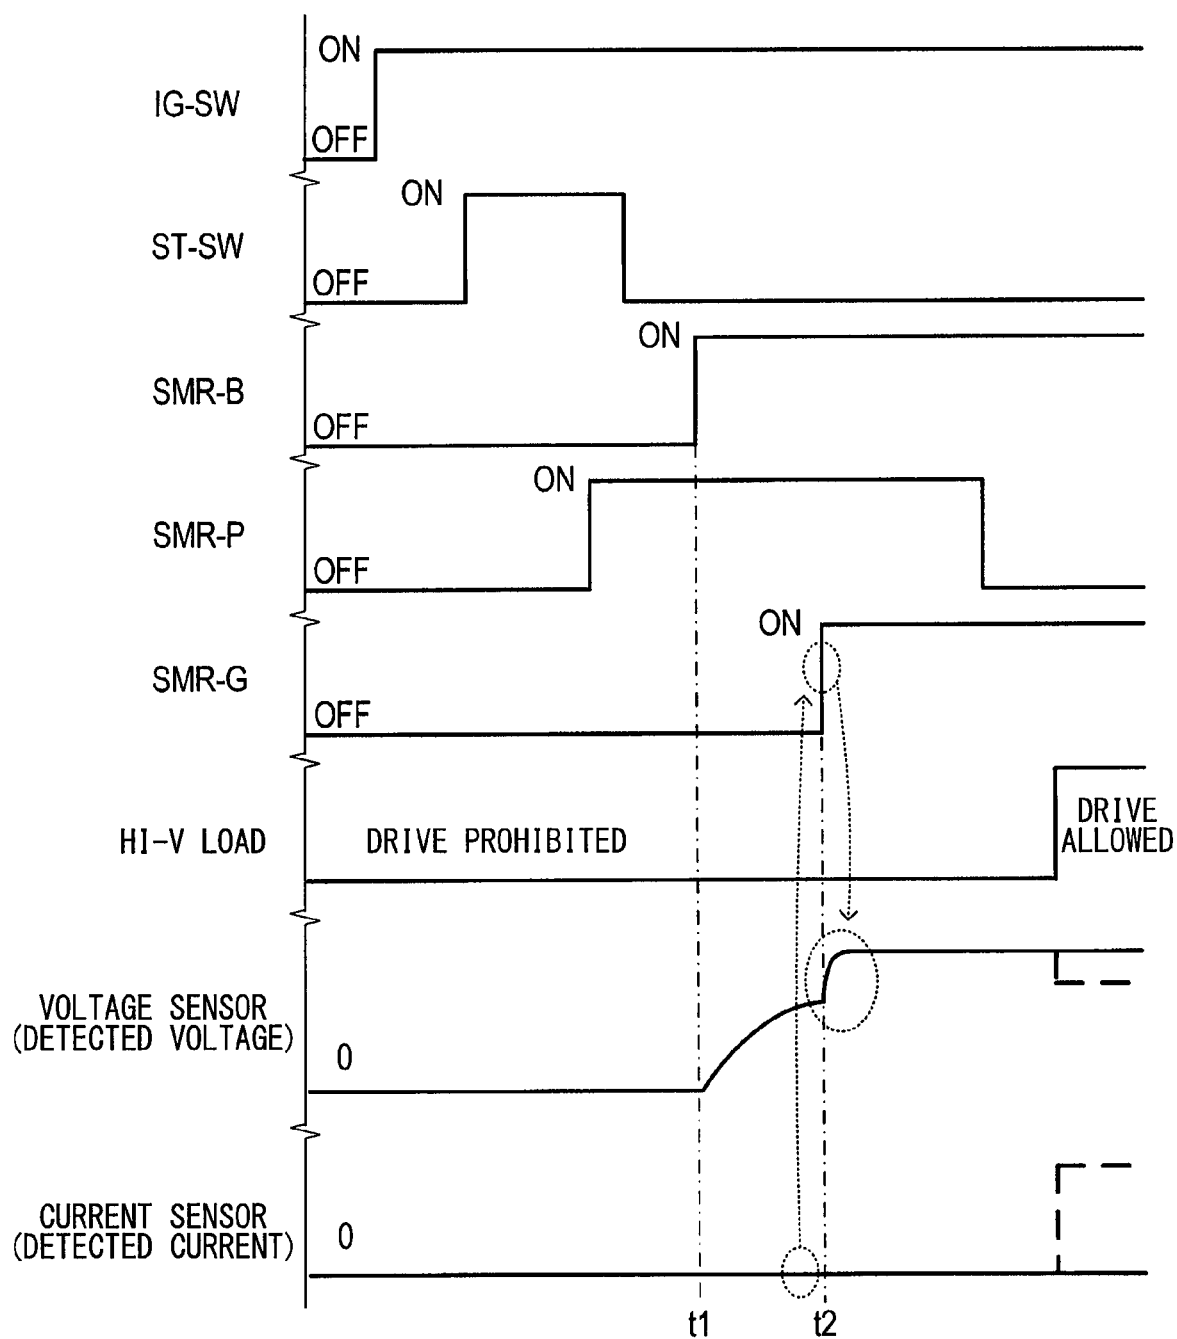 ON
IG-SW
OFF
ON
ST-SW
OFF
ON
SMR-B
OFF
ON
SMR-P
OFF
ON
SMR-G
OFF
HI-V LOAD
DRIVE PROHIBITED
DRIVE
ALLOWED
VOLTAGE SENSOR
(DETECTED VOLTAGE)
0
CURRENT SENSOR
(DETECTED CURRENT)
0
t1
t2